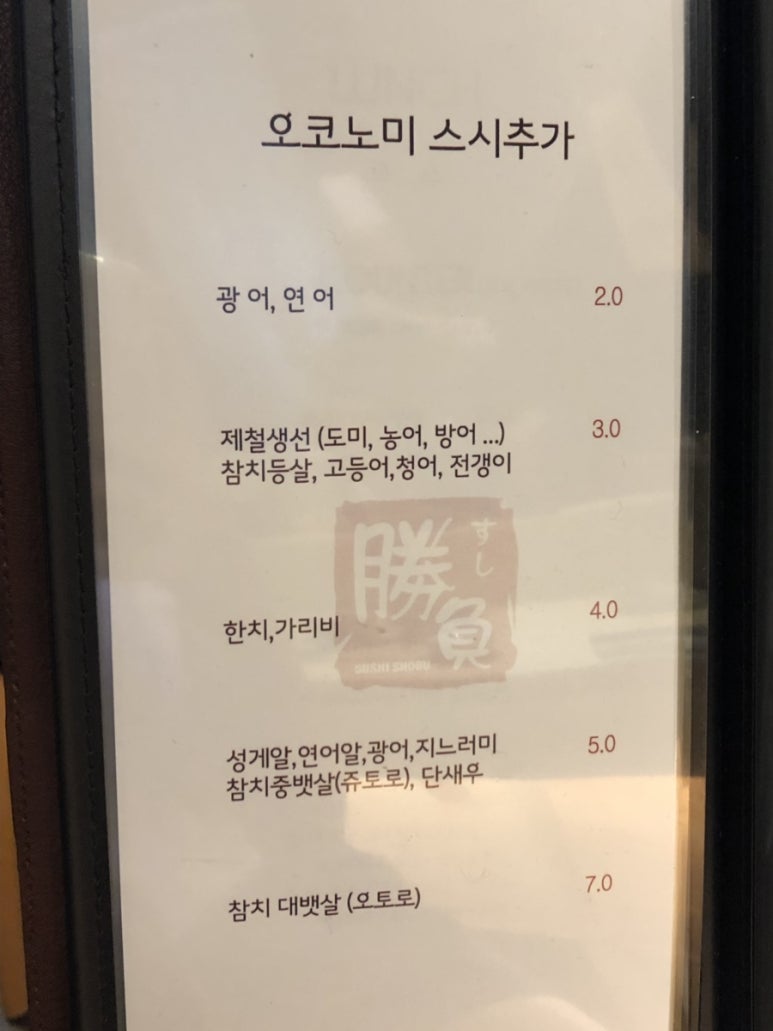 오코노미 스시추가
광 어, 연 어 2.0
제철생선 (도미, 농어, 방어 ...) 3.0
참치등살, 고등어,청어, 전갱이
すし
勝負
SUSHI SHOBU
한치,가리비 4.0
성게알,연어알,광어,지느러미 5.0
참치중뱃살(쥬토로), 단새우
참치 대뱃살 (오토로) 7.0